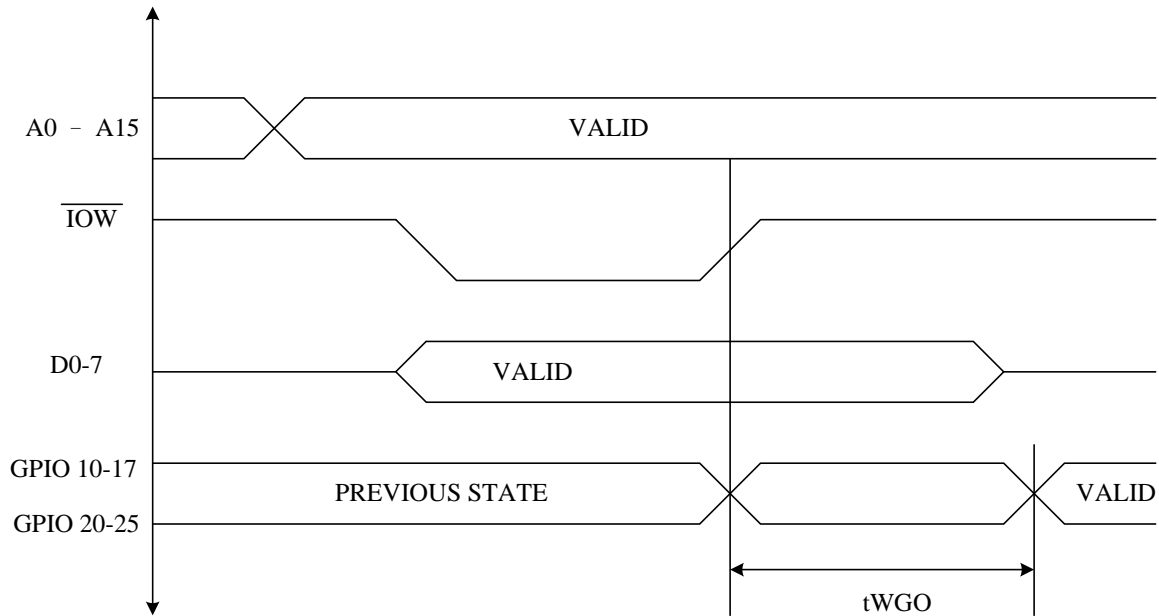 A0 – A15
VALID
IOW
D0-7
VALID
GPIO 10-17
PREVIOUS STATE
VALID
GPIO 20-25
tWGO